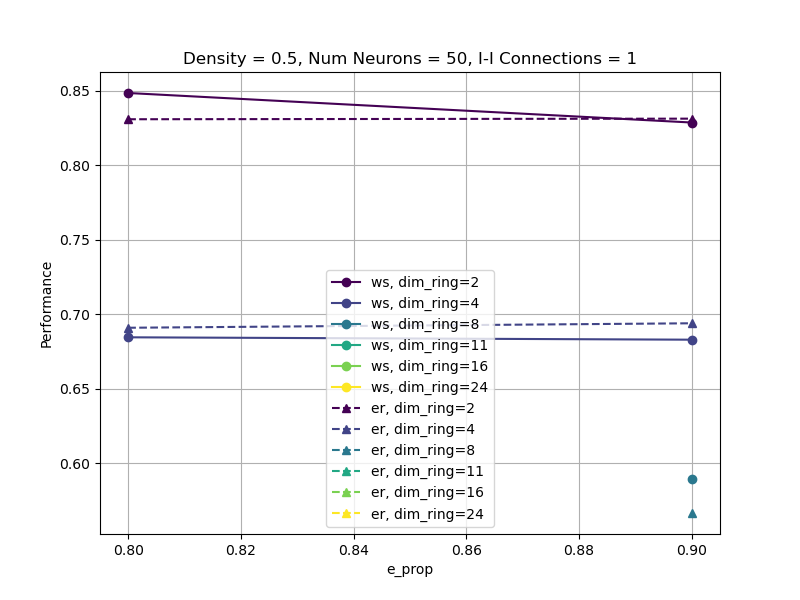 Density = 0.5, Num Neurons = 50, I-I Connections = 1
0.85
0.80
0.75
0.70
0.65
0.60
Performance
ws, dim_ring=2
ws, dim_ring=4
ws, dim_ring=8
ws, dim_ring=11
ws, dim_ring=16
ws, dim_ring=24
er, dim_ring=2
er, dim_ring=4
er, dim_ring=8
er, dim_ring=11
er, dim_ring=16
er, dim_ring=24
0.80 0.82 0.84 0.86 0.88 0.90
e_prop